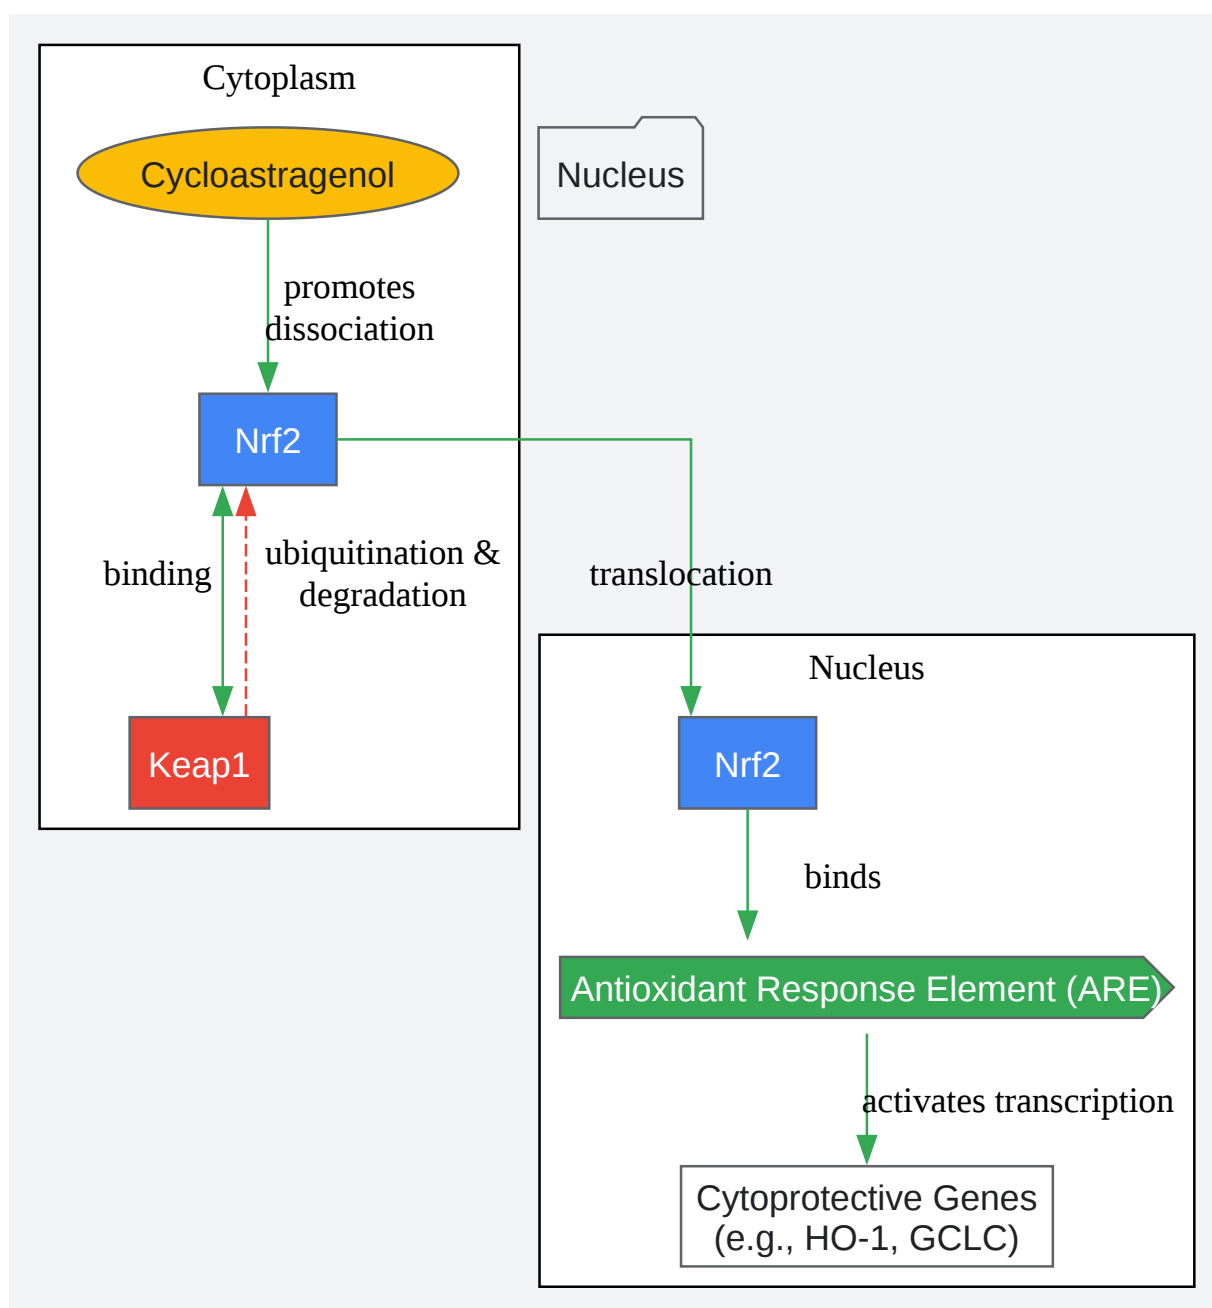 Cytoplasm
Cycloastragenol
Nucleus
promotes
dissociation
Nrf2
binding
ubiquitination &
degradation
translocation
Keap1
Nucleus
Nrf2
binds
Antioxidant Response Element (ARE)
activates transcription
Cytoprotective Genes
(e.g., HO-1, GCLC)